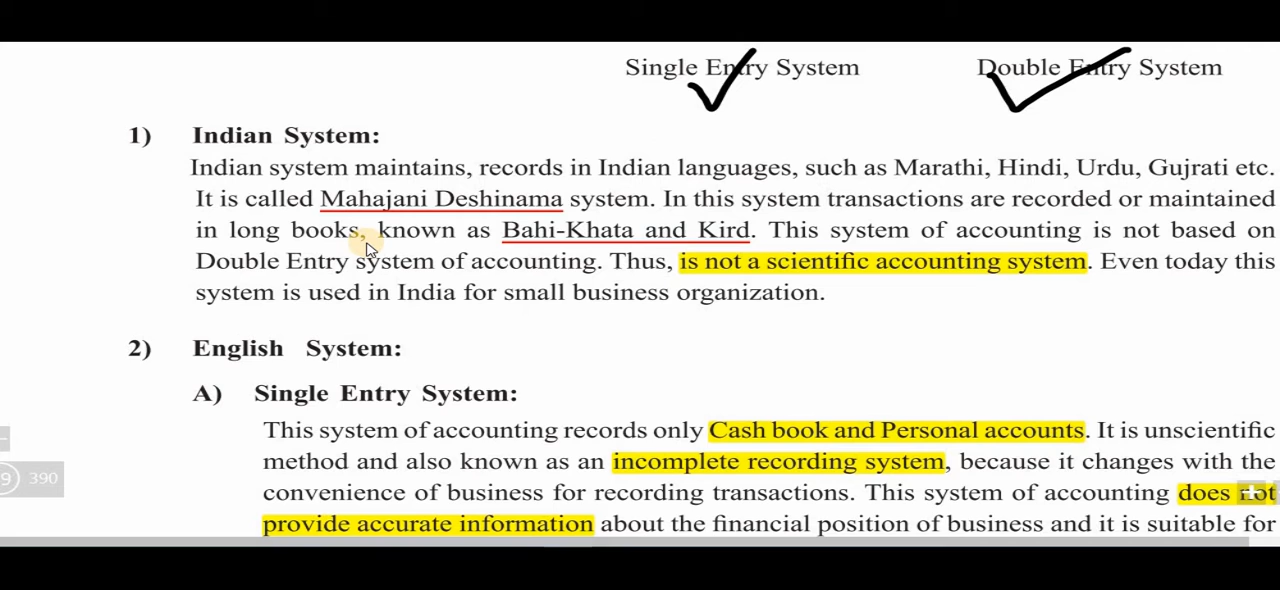 Single Entry System Double Entry System
1) Indian System:
Indian system maintains, records in Indian languages, such as Marathi, Hindi, Urdu, Gujrati etc.
It is called Mahajani Deshinama system. In this system transactions are recorded or maintained
in long books, known as Bahi-Khata and Kird. This system of accounting is not based on
Double Entry system of accounting. Thus, is not a scientific accounting system. Even today this
system is used in India for small business organization.
2) English System:
A) Single Entry System:
This system of accounting records only Cash book and Personal accounts. It is unscientific
method and also known as an incomplete recording system, because it changes with the
convenience of business for recording transactions. This system of accounting does not
provide accurate information about the financial position of business and it is suitable for
9 390